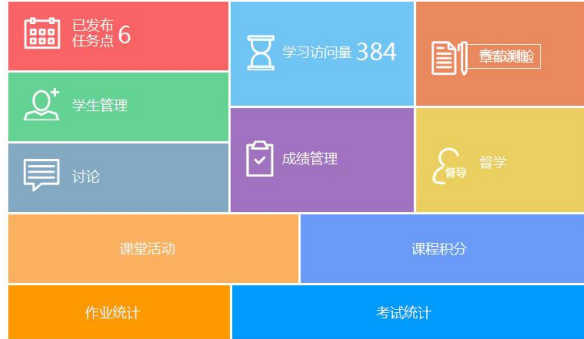 已发布
任务点 6
学习访问量 384
章节测验
学生管理
成绩管理
督导
督学
讨论
课堂活动
课程积分
作业统计
考试统计